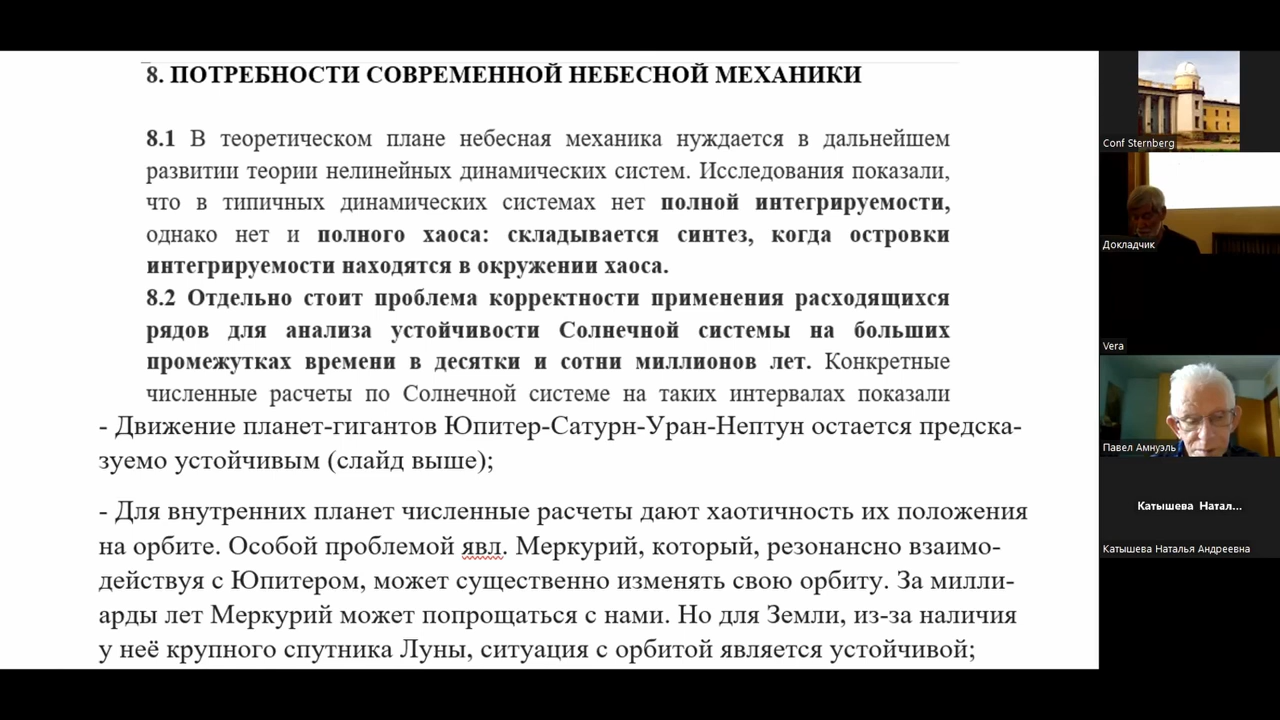 8. ПОТРЕБНОСТИ СОВРЕМЕННОЙ НЕБЕСНОЙ МЕХАНИКИ
8.1 В теоретическом плане небесная механика нуждается в дальнейшем
развитии теории нелинейных динамических систем. Исследования показали,
что в типичных динамических системах нет полной интегрируемости,
однако нет и полного хаоса: складывается синтез, когда островки
интегрируемости находятся в окружении хаоса.
8.2 Отдельно стоит проблема корректности применения расходящихся
рядов для анализа устойчивости Солнечной системы на больших
промежутках времени в десятки и сотни миллионов лет. Конкретные
численные расчеты по Солнечной системе на таких интервалах показали
- Движение планет-гигантов Юпитер-Сатурн-Уран-Нептун остается предска-
зуемо устойчивым (слайд выше);
- Для внутренних планет численные расчеты дают хаотичность их положения
на орбите. Особой проблемой явл. Меркурий, который, резонансно взаимо-
действуя с Юпитером, может существенно изменять свою орбиту. За милли-
арды лет Меркурий может попрощаться с нами. Но для Земли, из-за наличия
у неё крупного спутника Луны, ситуация с орбитой является устойчивой;
Conf Sternberg
Докладчик
Vera
Павел Амнуэль
Катышева Натал...
Катышева Наталья Андреевна